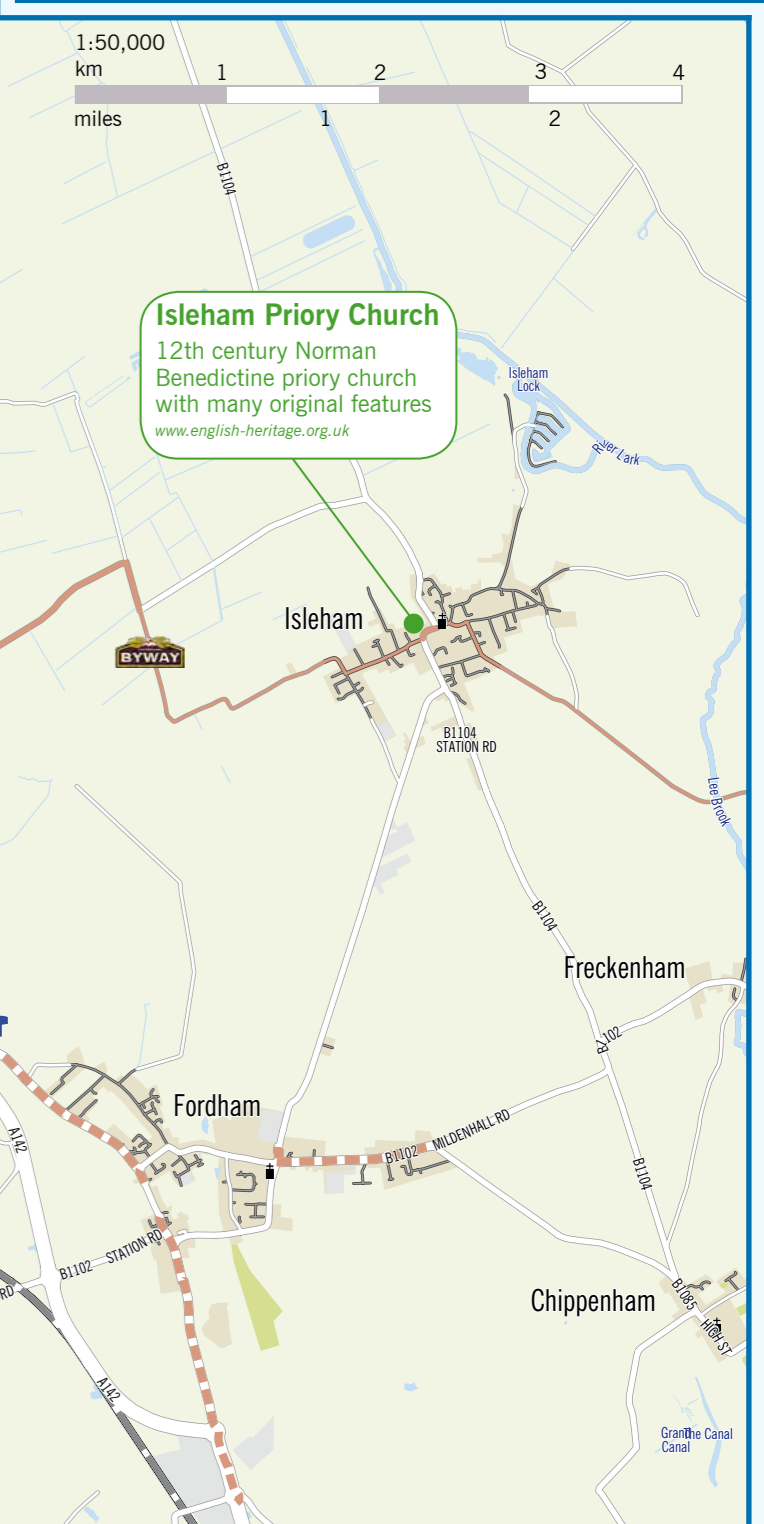 1:50,000
km 1 2 3 4
miles 1 2
B1104
Isleham Priory Church
12th century Norman
Benedictine priory church
with many original features
www.english-heritage.org.uk
Isleham
Lock
River Lark
Isleham
BYWAY
B1104
STATION RD
Lee Brook
B1104
Freckenham
B1102
Fordham
A142
B1102 MILDENHALL RD
B1104
B1102 STATION RD
RD
Chippenham
B1085
HIGH ST
A142
Grand
Canal
The Canal